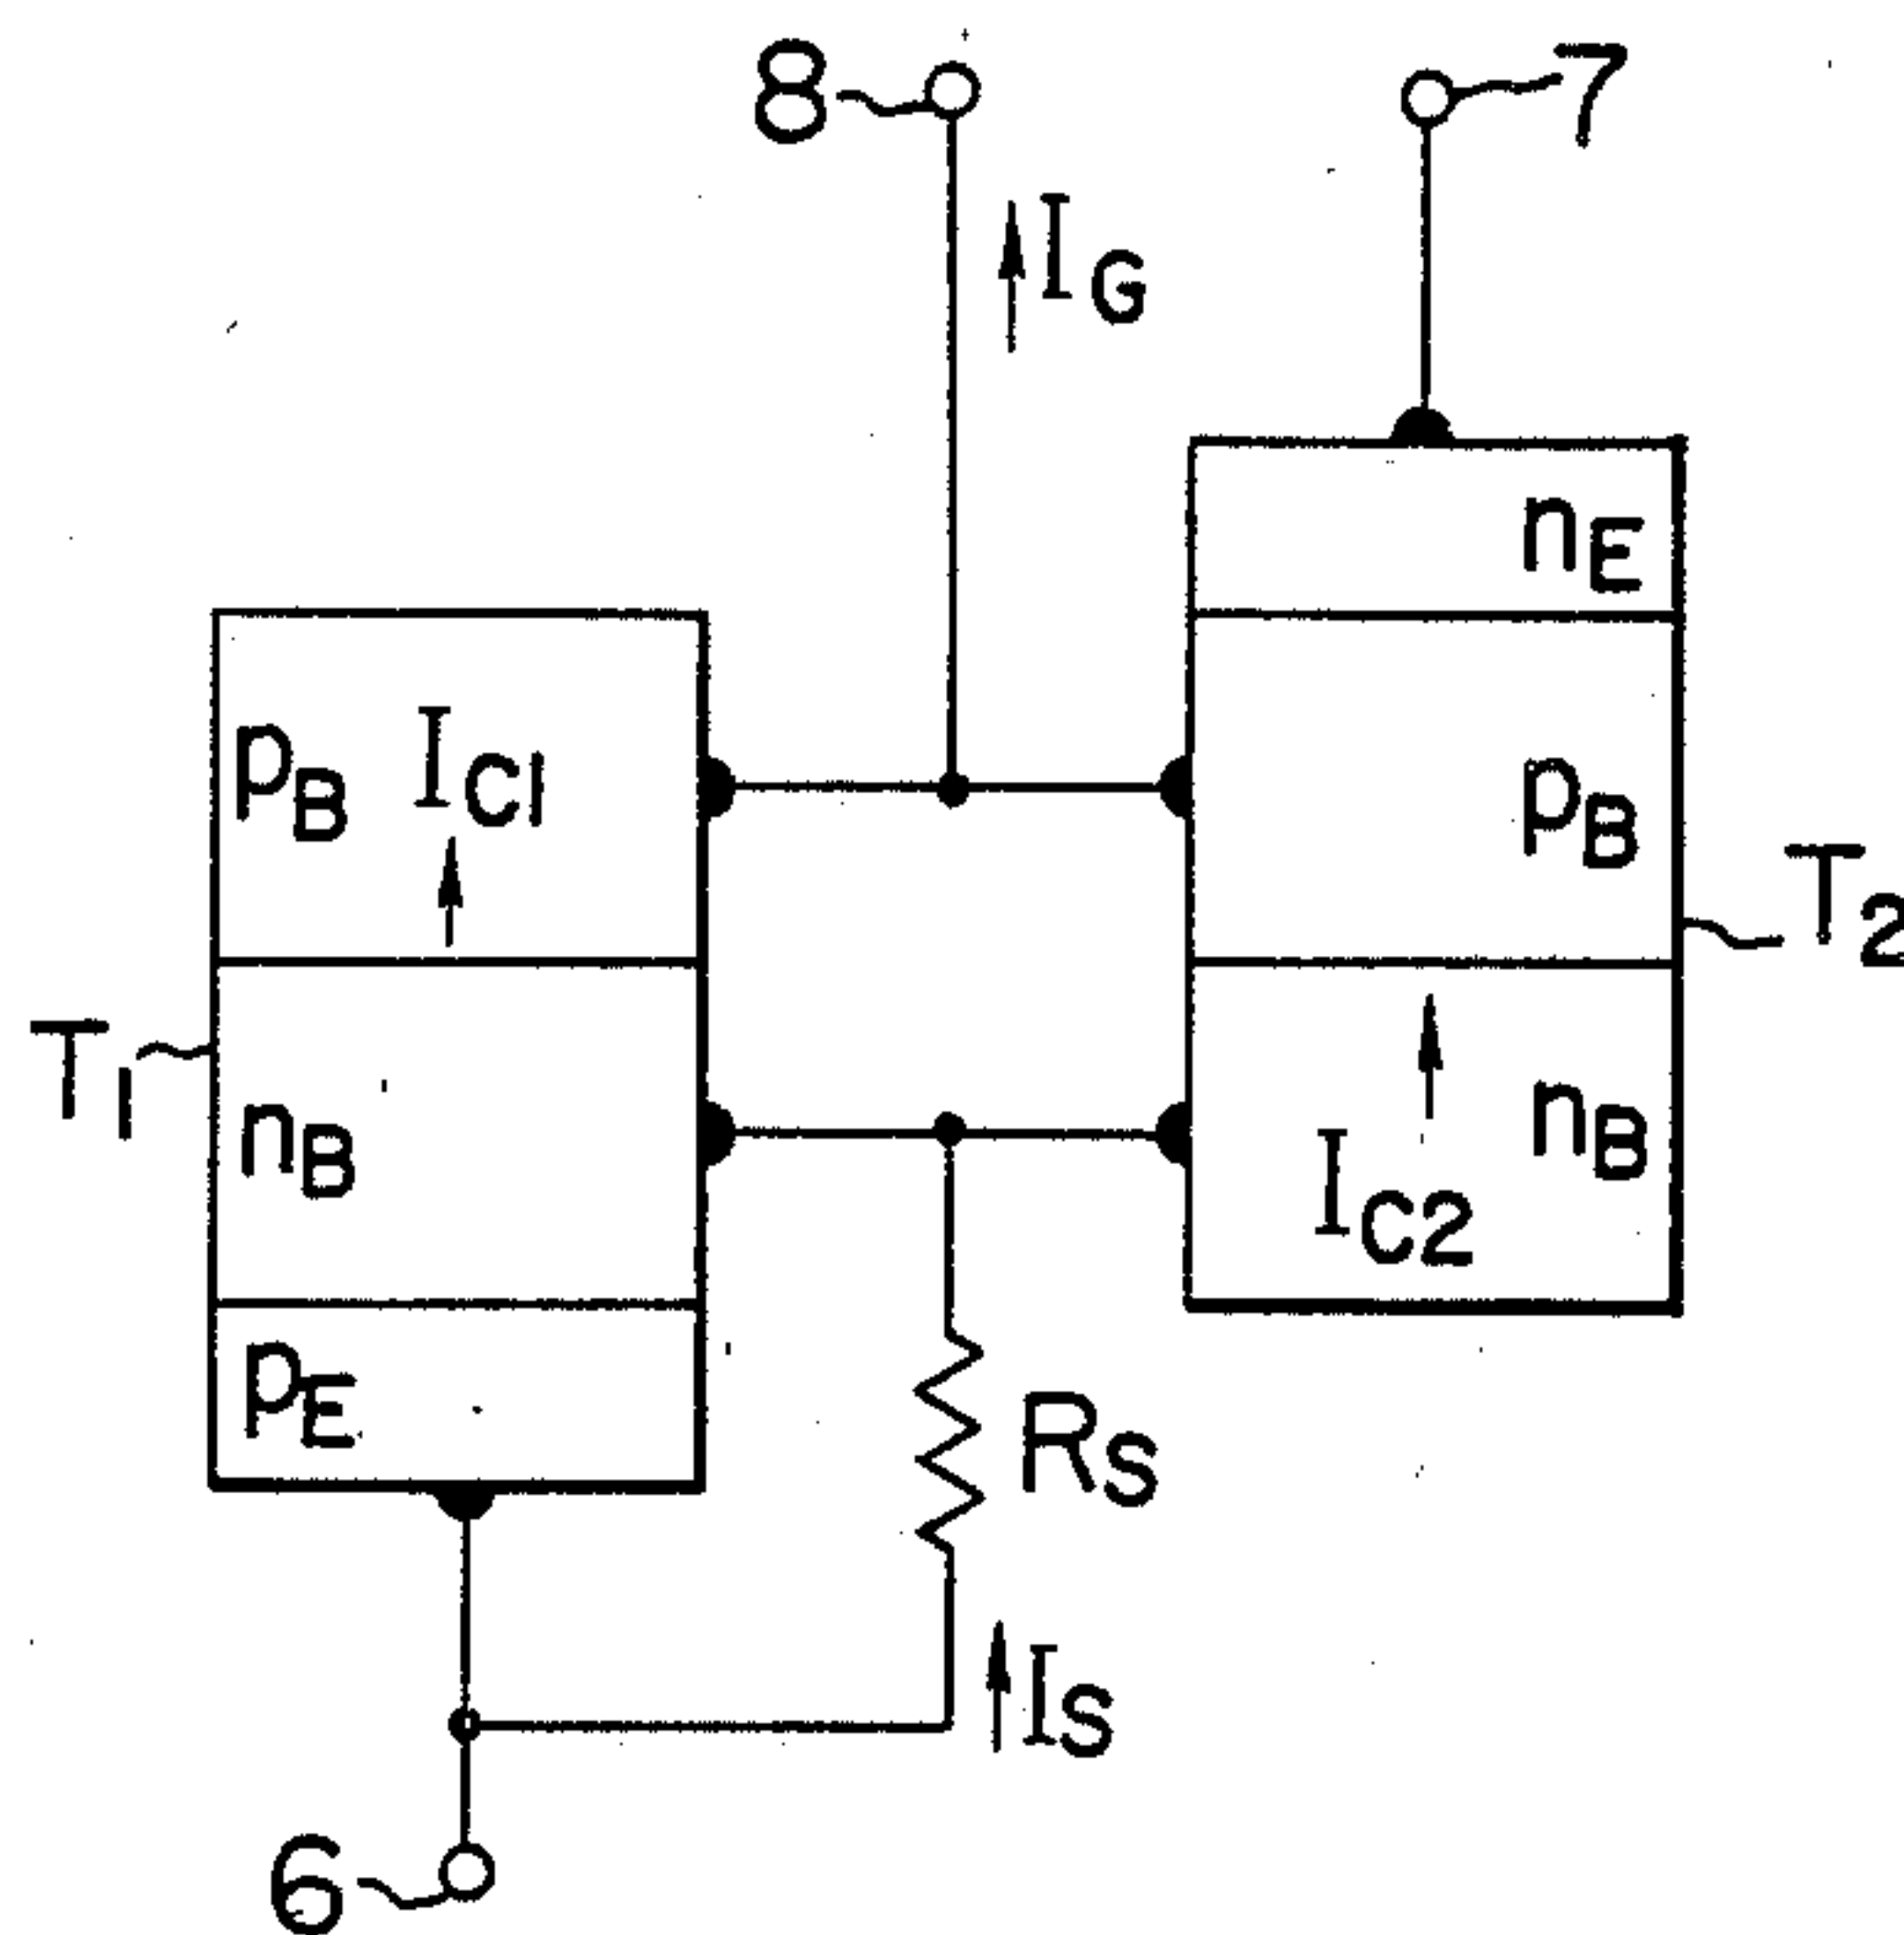 8
7
I_G
n_E
p_B I_C1
p_B
T_2
T_1
n_B
n_B
I_C2
p_E
R_S
I_S
6